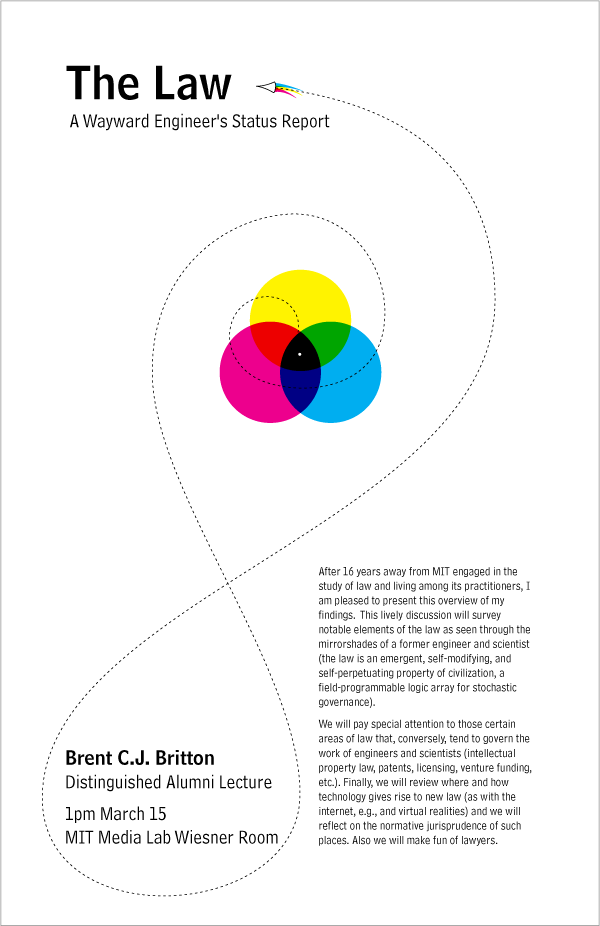 The Law
A Wayward Engineer's Status Report
After 16 years away from MIT engaged in the
study of law and living among its practitioners, I
am pleased to present this overview of my
findings. This lively discussion will survey
notable elements of the law as seen through the
mirrorshades of a former engineer and scientist
(the law is an emergent, self-modifying, and
self-perpetuating property of civilization, a
field-programmable logic array for stochastic
governance).
We will pay special attention to those certain
areas of law that, conversely, tend to govern the
work of engineers and scientists (intellectual
property law, patents, licensing, venture funding,
etc.). Finally, we will review where and how
technology gives rise to new law (as with the
internet, e.g., and virtual realities) and we will
reflect on the normative jurisprudence of such
places. Also we will make fun of lawyers.
Brent C.J. Britton
Distinguished Alumni Lecture
1pm March 15
MIT Media Lab Wiesner Room